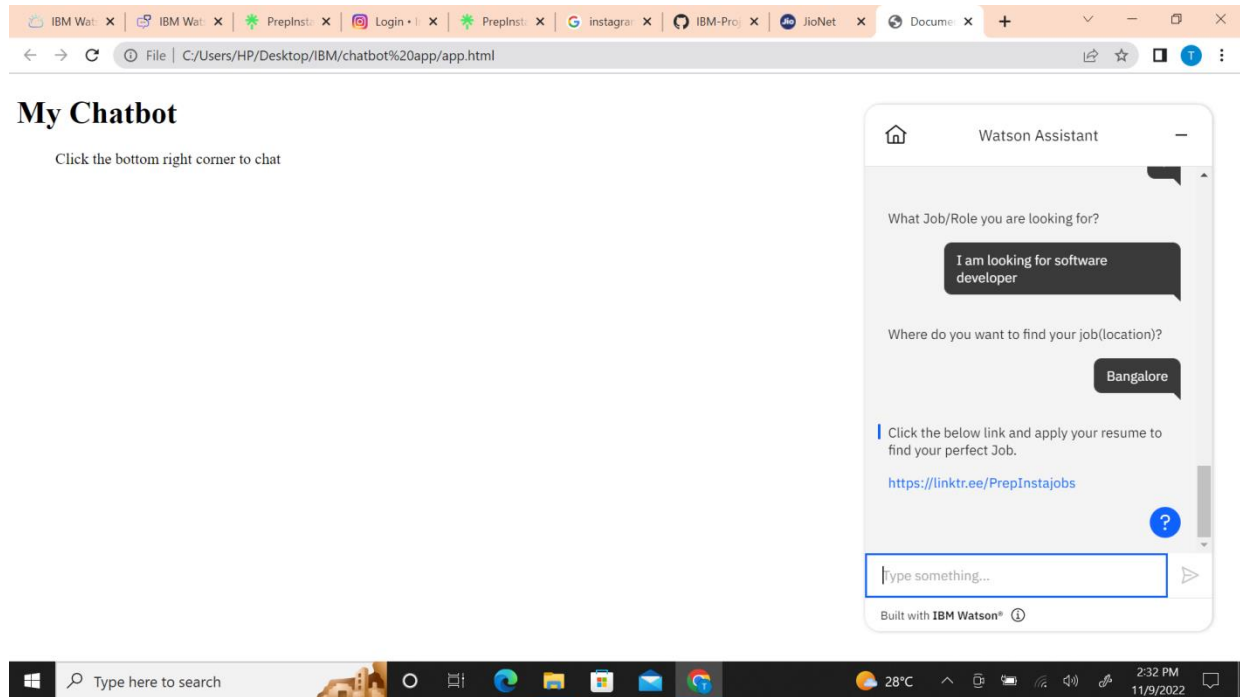 IBM Wat
IBM Wat
PrepInsta
Login • I
PrepInsta
instagram
IBM-Pro
JioNet
Docume
File | C:/Users/HP/Desktop/IBM/chatbot%20app/app.html
T
My Chatbot
Click the bottom right corner to chat
Watson Assistant
What Job/Role you are looking for?
I am looking for software
developer
Where do you want to find your job(location)?
Bangalore
Click the below link and apply your resume to
find your perfect Job.
https://linktr.ee/PrepInstajobs
?
Type something...
Built with IBM Watson®
Type here to search
28°C
2:32 PM
11/9/2022